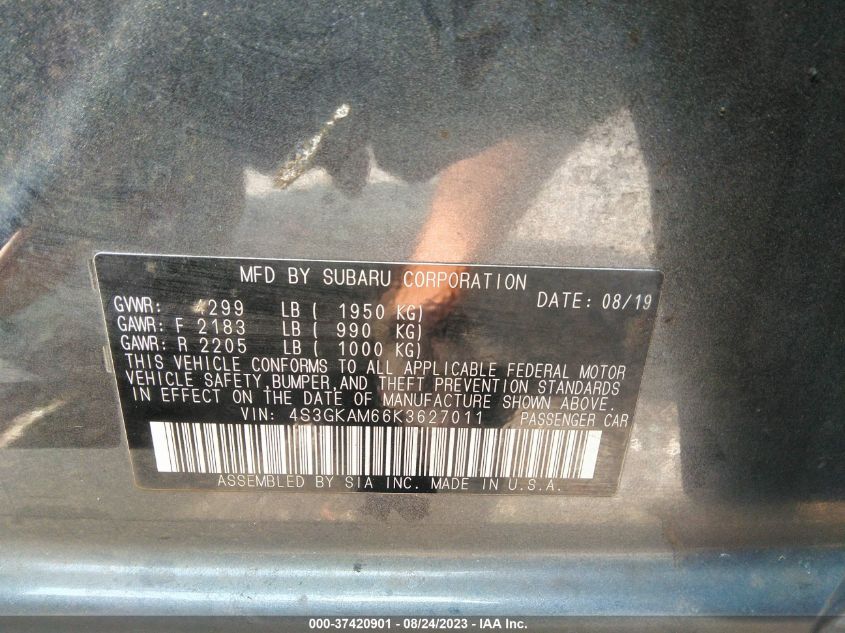 MFD BY SUBARU CORPORATION
DATE: 08/19
GVWR: 4299 LB ( 1950 KG)
GAWR: F 2183 LB ( 990 KG)
GAWR: R 2205 LB ( 1000 KG)
THIS VEHICLE CONFORMS TO ALL APPLICABLE FEDERAL MOTOR
VEHICLE SAFETY,BUMPER,AND THEFT PREVENTION STANDARDS
IN EFFECT ON THE DATE OF MANUFACTURE SHOWN ABOVE.
VIN: 4S3GKAM66K3627011 PASSENGER CAR
ASSEMBLED BY SIA INC. MADE IN U.S.A.
000-37420901 - 08/24/2023 - IAA Inc.